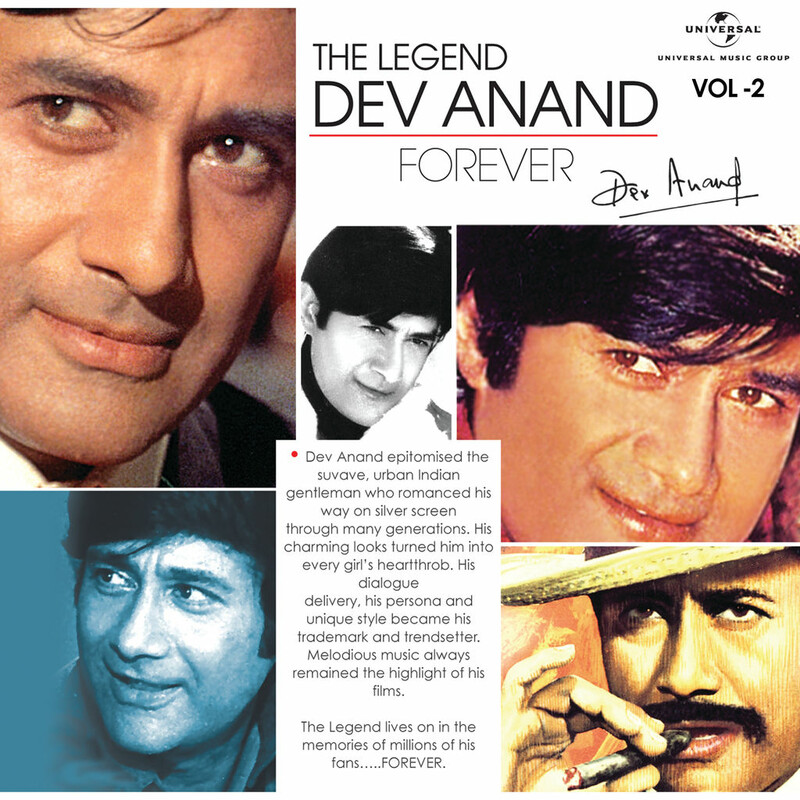 UNIVERSAL
UNIVERSAL MUSIC GROUP
THE LEGEND
DEV ANAND
FOREVER
VOL -2
Dev Anand
• Dev Anand epitomised the
suvave, urban Indian
gentleman who romanced his
way on silver screen
through many generations. His
charming looks turned him into
every girl's heartthrob. His
dialogue
delivery, his persona and
unique style became his
trademark and trendsetter.
Melodious music always
remained the highlight of his
films.
The Legend lives on in the
memories of millions of his
fans.....FOREVER.